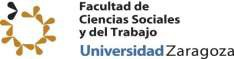 Facultad de
Ciencias Sociales
y del Trabajo
Universidad Zaragoza